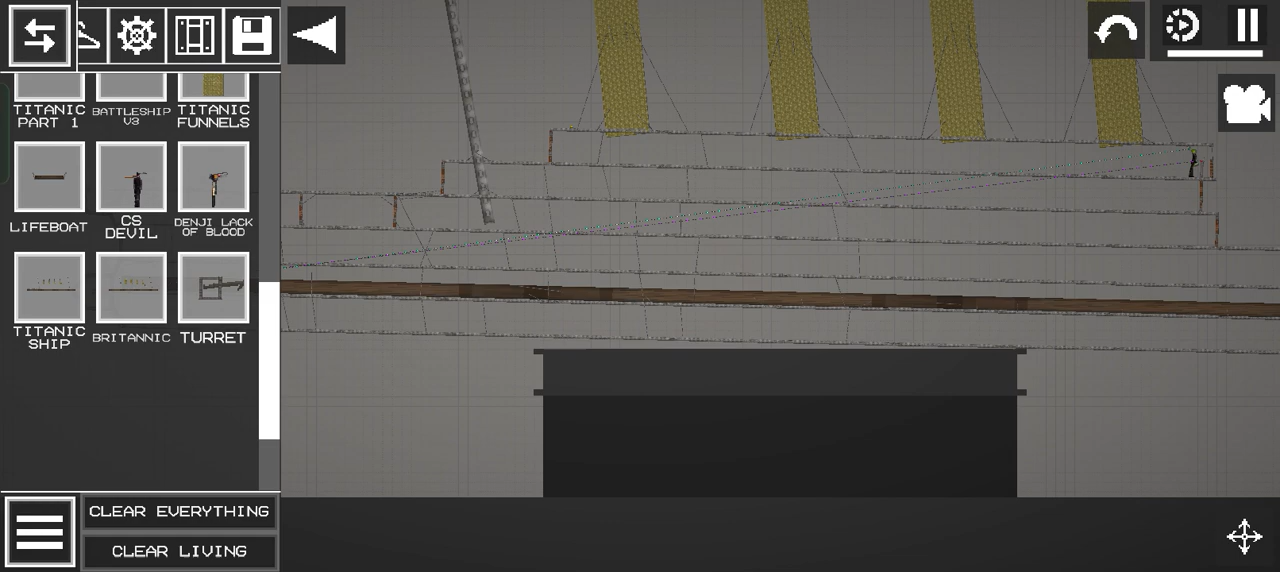 TITANIC PART 1
BATTLESHIP V3
TITANIC FUNNELS
LIFEBOAT
CS DEVIL
DENJI LACK OF BLOOD
TITANIC SHIP
BRITANNIC
TURRET
CLEAR EVERYTHING
CLEAR LIVING